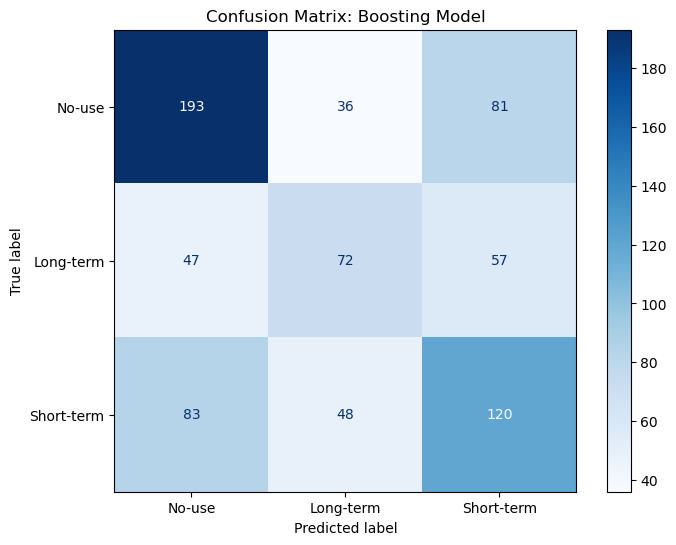 Confusion Matrix: Boosting Model
True label
No-use
193
36
81
Long-term
47
72
57
Short-term
83
48
120
No-use
Long-term
Short-term
Predicted label
180
160
140
120
100
80
60
40